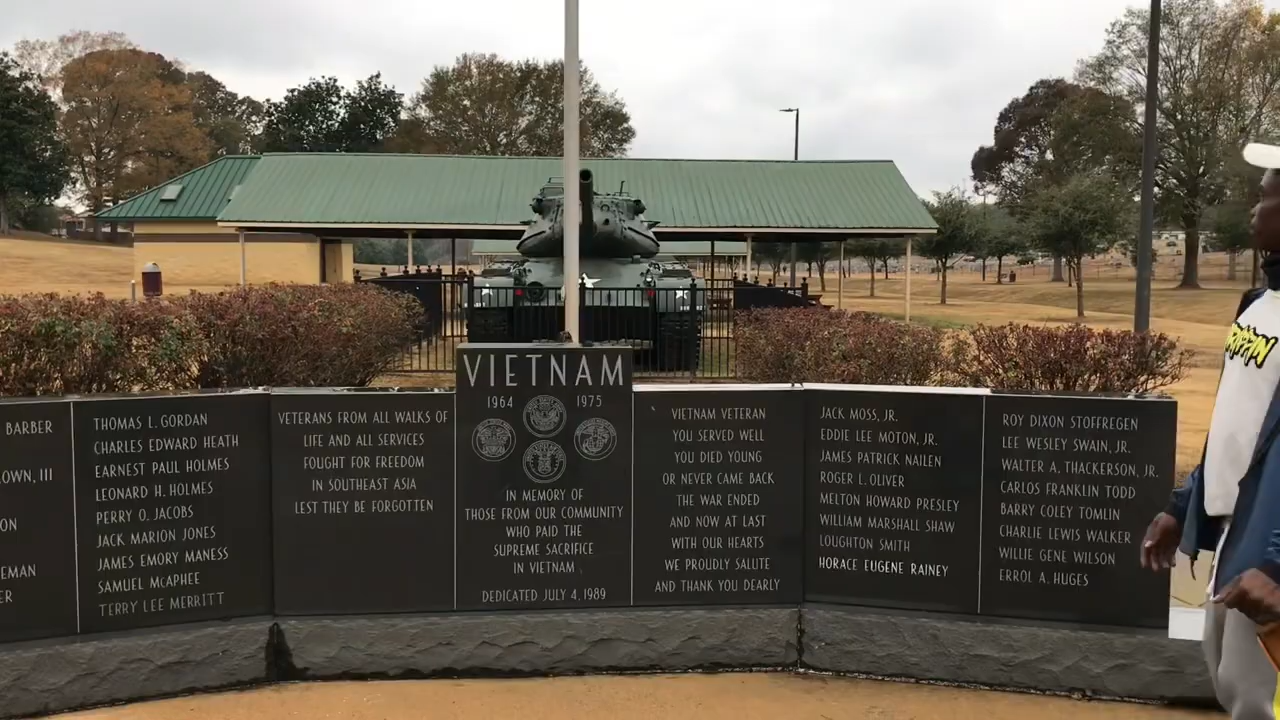 BARBER
OWN, III
ON
EMAN
ER
THOMAS L. GORDAN
CHARLES EDWARD HEATH
EARNEST PAUL HOLMES
LEONARD H. HOLMES
PERRY O. JACOBS
JACK MARION JONES
JAMES EMORY MANESS
SAMUEL McAPHEE
TERRY LEE MERRITT
VETERANS FROM ALL WALKS OF
LIFE AND ALL SERVICES
FOUGHT FOR FREEDOM
IN SOUTHEAST ASIA
LEST THEY BE FORGOTTEN
VIETNAM
1964 1975
IN MEMORY OF
THOSE FROM OUR COMMUNITY
WHO PAID THE
SUPREME SACRIFICE
IN VIETNAM
DEDICATED JULY 4, 1989
VIETNAM VETERAN
YOU SERVED WELL
YOU DIED YOUNG
OR NEVER CAME BACK
THE WAR ENDED
AND NOW AT LAST
WITH OUR HEARTS
WE PROUDLY SALUTE
AND THANK YOU DEARLY
JACK MOSS, JR.
EDDIE LEE MOTON, JR.
JAMES PATRICK NAILEN
ROGER L. OLIVER
MELTON HOWARD PRESLEY
WILLIAM MARSHALL SHAW
LOUGHTON SMITH
HORACE EUGENE RAINEY
ROY DIXON STOFFREGEN
LEE WESLEY SWAIN, JR.
WALTER A. THACKERSON, JR.
CARLOS FRANKLIN TODD
BARRY COLEY TOMLIN
CHARLIE LEWIS WALKER
WILLIE GENE WILSON
ERROL A. HUGES